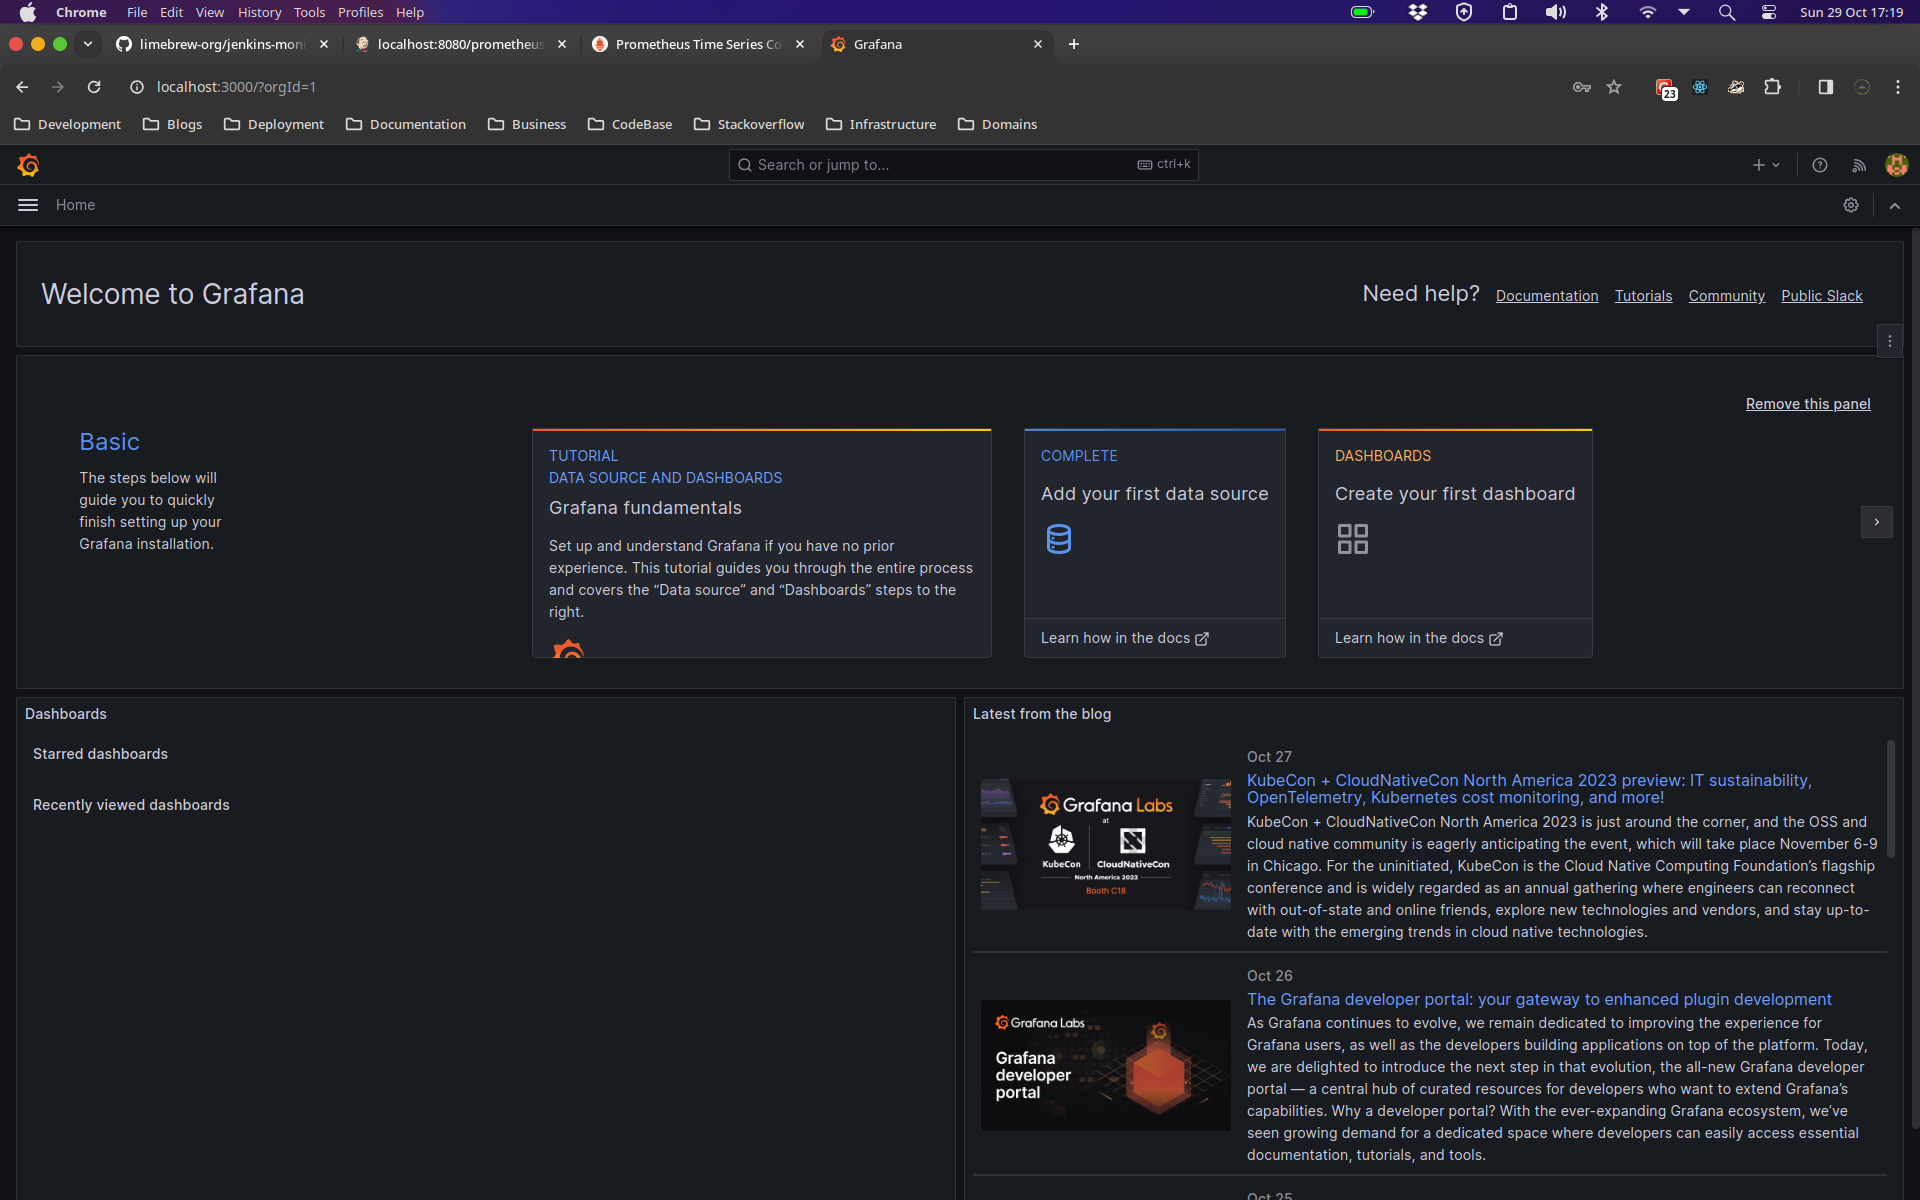 Chrome File Edit View History Tools Profiles Help Sun 29 Oct 17:19
limebrew-org/jenkins-moni localhost:8080/prometheus Prometheus Time Series Co Grafana
localhost:3000/?orgId=1
23
Development Blogs Deployment Documentation Business CodeBase Stackoverflow Infrastructure Domains
Search or jump to... ctrl+k
Home
Welcome to Grafana
Need help? Documentation Tutorials Community Public Slack
Remove this panel
Basic
The steps below will
guide you to quickly
finish setting up your
Grafana installation.
TUTORIAL
DATA SOURCE AND DASHBOARDS
Grafana fundamentals
Set up and understand Grafana if you have no prior
experience. This tutorial guides you through the entire process
and covers the “Data source” and “Dashboards” steps to the
right.
COMPLETE
Add your first data source
Learn how in the docs
DASHBOARDS
Create your first dashboard
Learn how in the docs
Dashboards
Starred dashboards
Recently viewed dashboards
Latest from the blog
Grafana Labs
at
KubeCon CloudNativeCon
North America 2023
Booth C18
Oct 27
KubeCon + CloudNativeCon North America 2023 preview: IT sustainability,
OpenTelemetry, Kubernetes cost monitoring, and more!
KubeCon + CloudNativeCon North America 2023 is just around the corner, and the OSS and
cloud native community is eagerly anticipating the event, which will take place November 6-9
in Chicago. For the uninitiated, KubeCon is the Cloud Native Computing Foundation’s flagship
conference and is widely regarded as an annual gathering where engineers can reconnect
with out-of-state and online friends, explore new technologies and vendors, and stay up-to-
date with the emerging trends in cloud native technologies.
Grafana Labs
Grafana
developer
portal
Oct 26
The Grafana developer portal: your gateway to enhanced plugin development
As Grafana continues to evolve, we remain dedicated to improving the experience for
Grafana users, as well as the developers building applications on top of the platform. Today,
we are delighted to introduce the next step in that evolution, the all-new Grafana developer
portal — a central hub of curated resources for developers who want to extend Grafana’s
capabilities. Why a developer portal? With the ever-expanding Grafana ecosystem, we’ve
seen growing demand for a dedicated space where developers can easily access essential
documentation, tutorials, and tools.
Oct 25